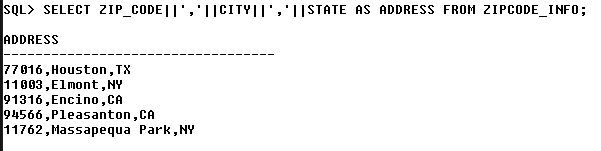 SQL> SELECT ZIP_CODE||','||CITY||','||STATE AS ADDRESS FROM ZIPCODE_INFO;
ADDRESS
----------------------------------
77016,Houston,TX
11003,Elmont,NY
91316,Encino,CA
94566,Pleasanton,CA
11762,Massapequa Park,NY